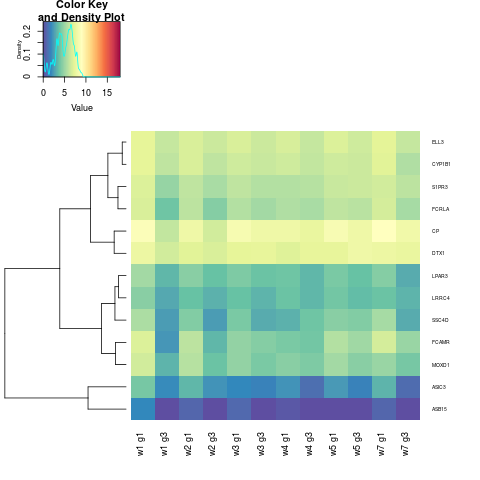 Color Key
and Density Plot
Density
0 0.1 0.2
0 5 10 15
Value
ELL3
CYP1B1
S1PR3
FCRLA
CP
DTX1
LPAR3
LRRC4
SSC4D
FCAMR
MOXD1
ASIC3
ASB15
w1 g1
w1 g3
w2 g1
w2 g3
w3 g1
w3 g3
w4 g1
w4 g3
w5 g1
w5 g3
w7 g1
w7 g3